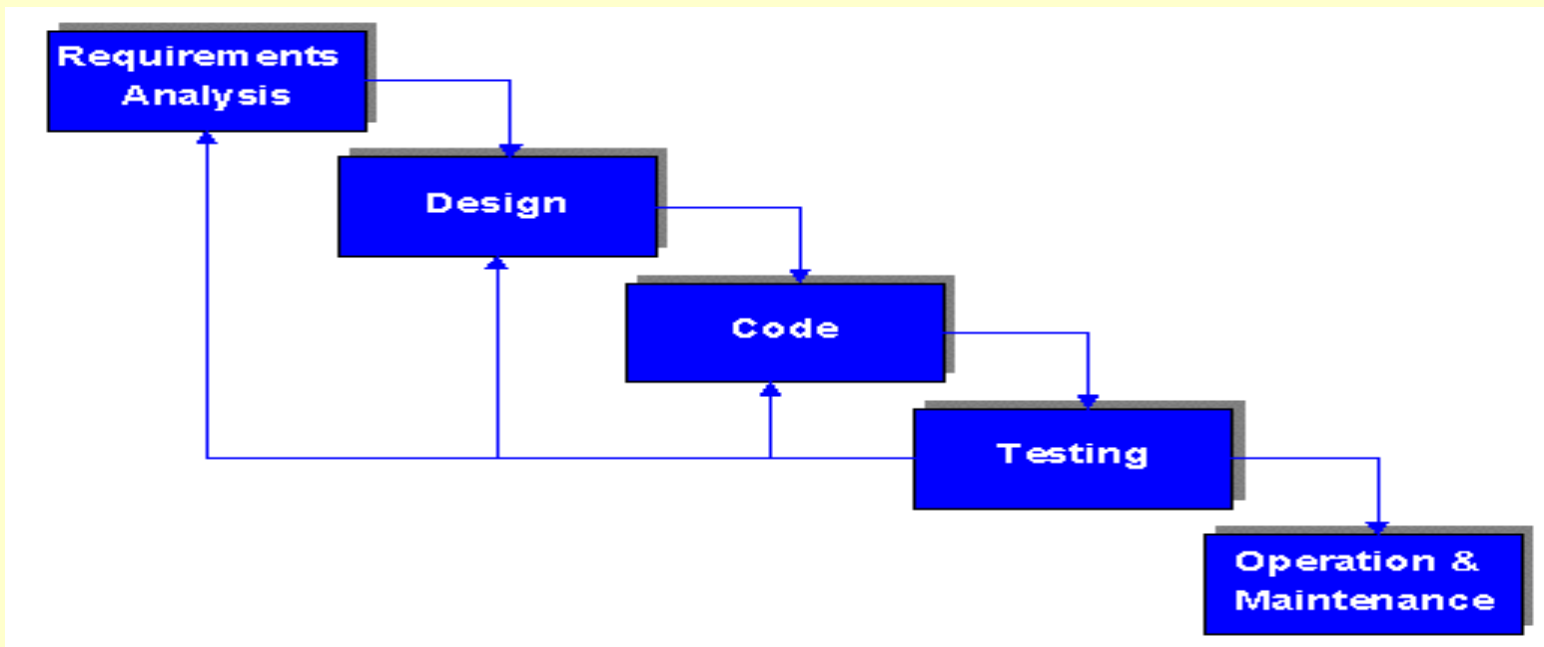 Requirements
Analysis
Design
Code
Testing
Operation &
Maintenance